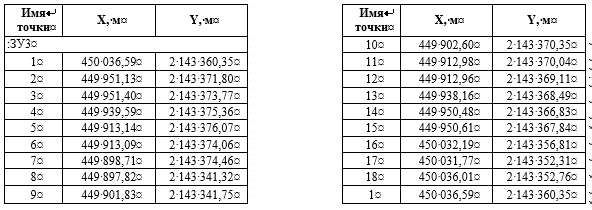 Имя↵ точки¤ X,·м¤ Y,·м¤
:ЗУ3¤
1¤ 450·036,59¤ 2·143·360,35¤
2¤ 449·951,13¤ 2·143·371,80¤
3¤ 449·951,40¤ 2·143·373,77¤
4¤ 449·939,59¤ 2·143·375,36¤
5¤ 449·913,14¤ 2·143·376,07¤
6¤ 449·913,09¤ 2·143·374,06¤
7¤ 449·898,71¤ 2·143·374,46¤
8¤ 449·897,82¤ 2·143·341,32¤
9¤ 449·901,83¤ 2·143·341,75¤
Имя↵ точки¤ X,·м¤ Y,·м¤
10¤ 449·902,60¤ 2·143·370,35¤
11¤ 449·912,98¤ 2·143·370,04¤
12¤ 449·912,96¤ 2·143·369,11¤
13¤ 449·938,16¤ 2·143·368,49¤
14¤ 449·950,48¤ 2·143·366,83¤
15¤ 449·950,61¤ 2·143·367,84¤
16¤ 450·032,19¤ 2·143·356,81¤
17¤ 450·031,77¤ 2·143·352,31¤
18¤ 450·036,01¤ 2·143·352,76¤
1¤ 450·036,59¤ 2·143·360,35¤